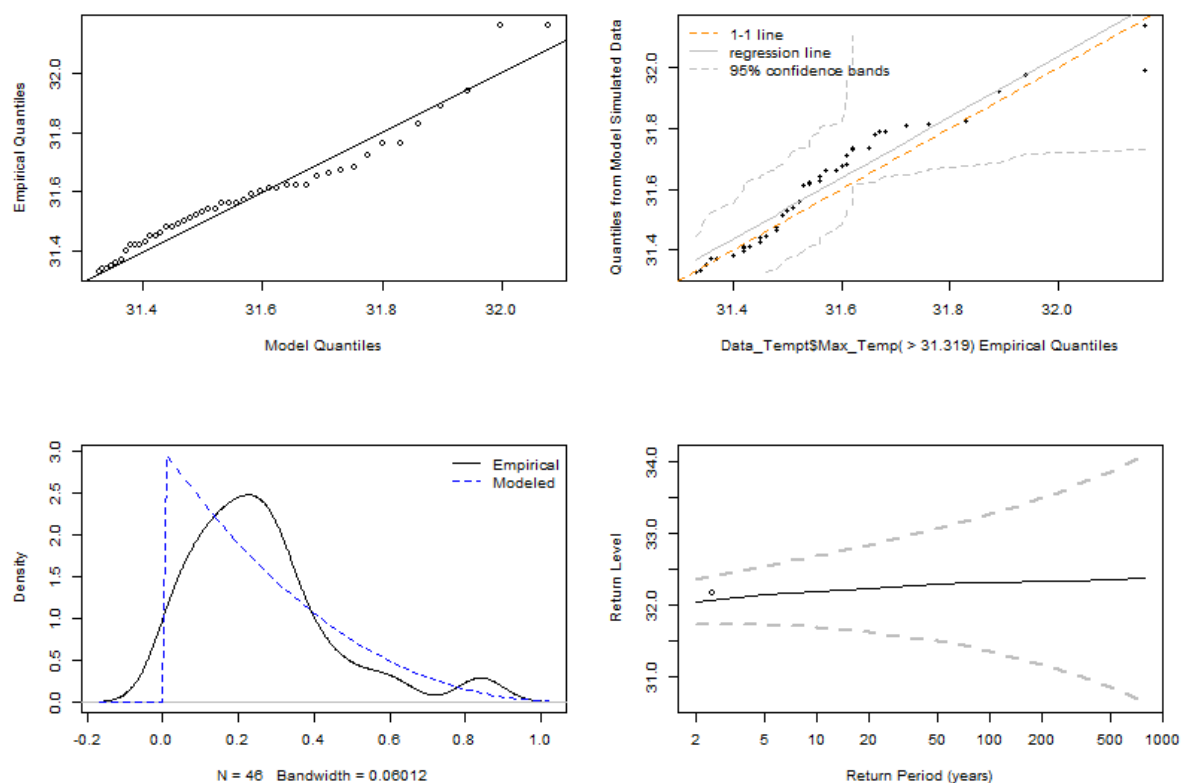 Empirical Quantiles
32.0
31.8
31.6
31.4
31.4 31.6 31.8 32.0
Model Quantiles
Quantiles from Model Simulated Data
32.0
31.8
31.6
31.4
1-1 line
regression line
95% confidence bands
31.4 31.6 31.8 32.0
Data_Tempt$Max_Temp( > 31.319) Empirical Quantiles
Density
3.0
2.5
2.0
1.5
1.0
0.5
0.0
Empirical
Modeled
-0.2 0.0 0.2 0.4 0.6 0.8 1.0
N = 46 Bandwidth = 0.06012
Return Level
34.0
33.0
32.0
31.0
2 5 10 20 50 100 200 500 1000
Return Period (years)